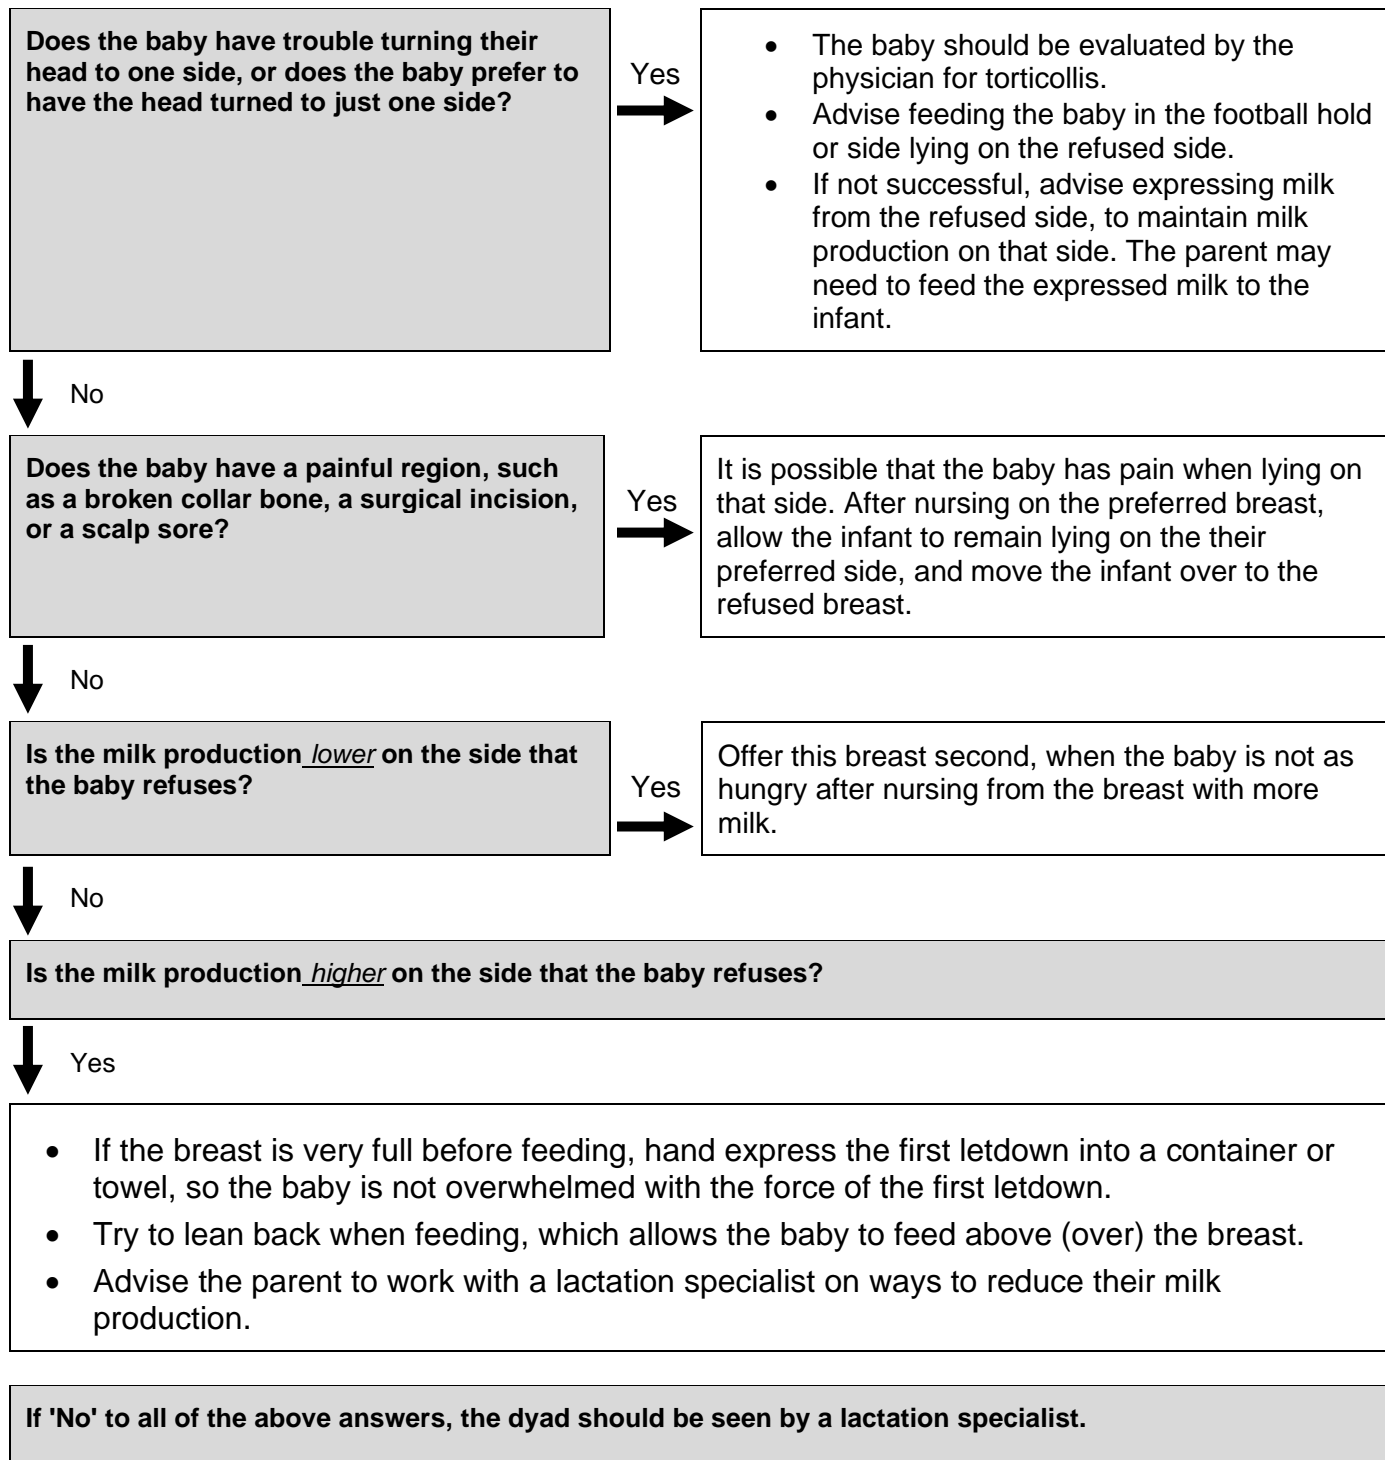 Does the baby have trouble turning their
head to one side, or does the baby prefer to
have the head turned to just one side?
Yes
• The baby should be evaluated by the
physician for torticollis.
• Advise feeding the baby in the football hold
or side lying on the refused side.
• If not successful, advise expressing milk
from the refused side, to maintain milk
production on that side. The parent may
need to feed the expressed milk to the
infant.
No
Does the baby have a painful region, such
as a broken collar bone, a surgical incision,
or a scalp sore?
Yes
It is possible that the baby has pain when lying on
that side. After nursing on the preferred breast,
allow the infant to remain lying on the their
preferred side, and move the infant over to the
refused breast.
No
Is the milk production lower on the side that
the baby refuses?
Yes
Offer this breast second, when the baby is not as
hungry after nursing from the breast with more
milk.
No
Is the milk production higher on the side that the baby refuses?
Yes
• If the breast is very full before feeding, hand express the first letdown into a container or
towel, so the baby is not overwhelmed with the force of the first letdown.
• Try to lean back when feeding, which allows the baby to feed above (over) the breast.
• Advise the parent to work with a lactation specialist on ways to reduce their milk
production.
If 'No' to all of the above answers, the dyad should be seen by a lactation specialist.